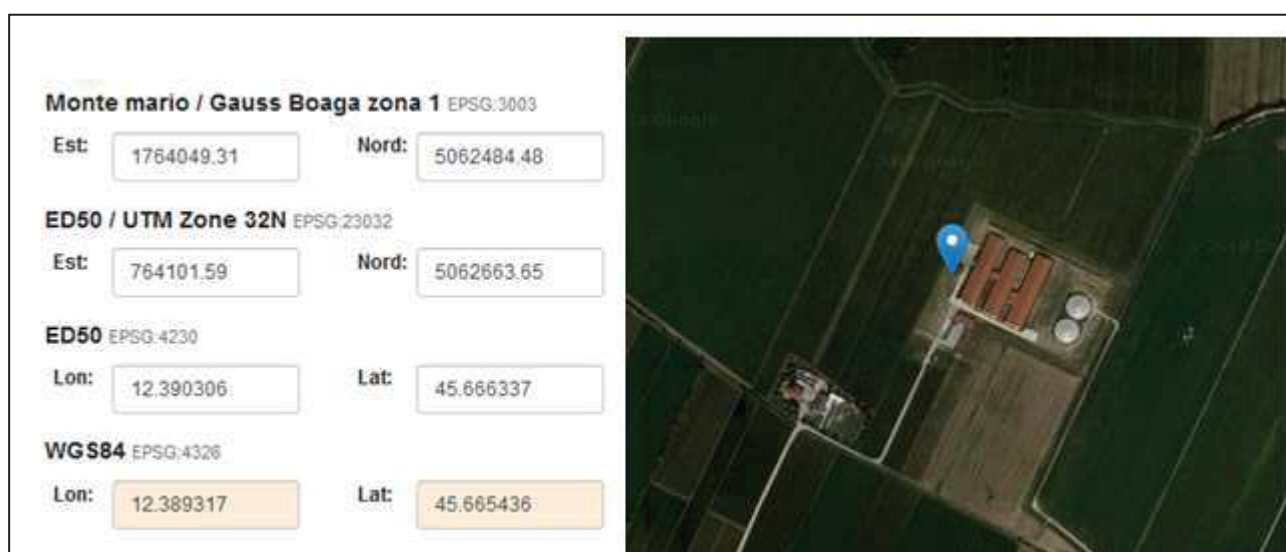 Monte mario / Gauss Boaga zona 1 EPSG:3003
Est: 1764049.31 Nord: 5062484.48
ED50 / UTM Zone 32N EPSG:23032
Est: 764101.59 Nord: 5062663.65
ED50 EPSG:4230
Lon: 12.390306 Lat: 45.666337
WGS84 EPSG:4326
Lon: 12.389317 Lat: 45.665436